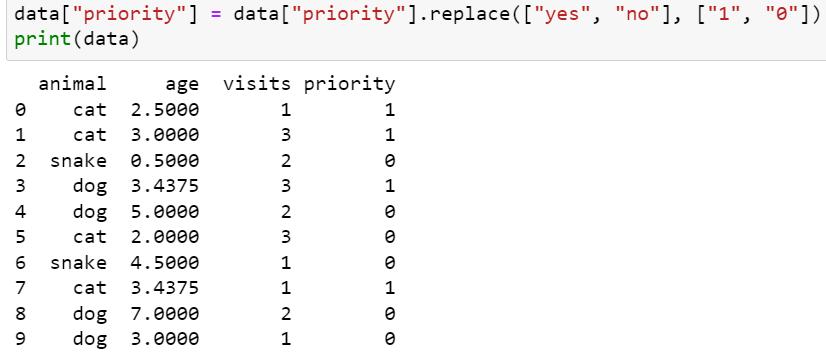 data["priority"] = data["priority"].replace(["yes", "no"], ["1", "0"])
print(data)
animal age visits priority
0 cat 2.5000 1 1
1 cat 3.0000 3 1
2 snake 0.5000 2 0
3 dog 3.4375 3 1
4 dog 5.0000 2 0
5 cat 2.0000 3 0
6 snake 4.5000 1 0
7 cat 3.4375 1 1
8 dog 7.0000 2 0
9 dog 3.0000 1 0